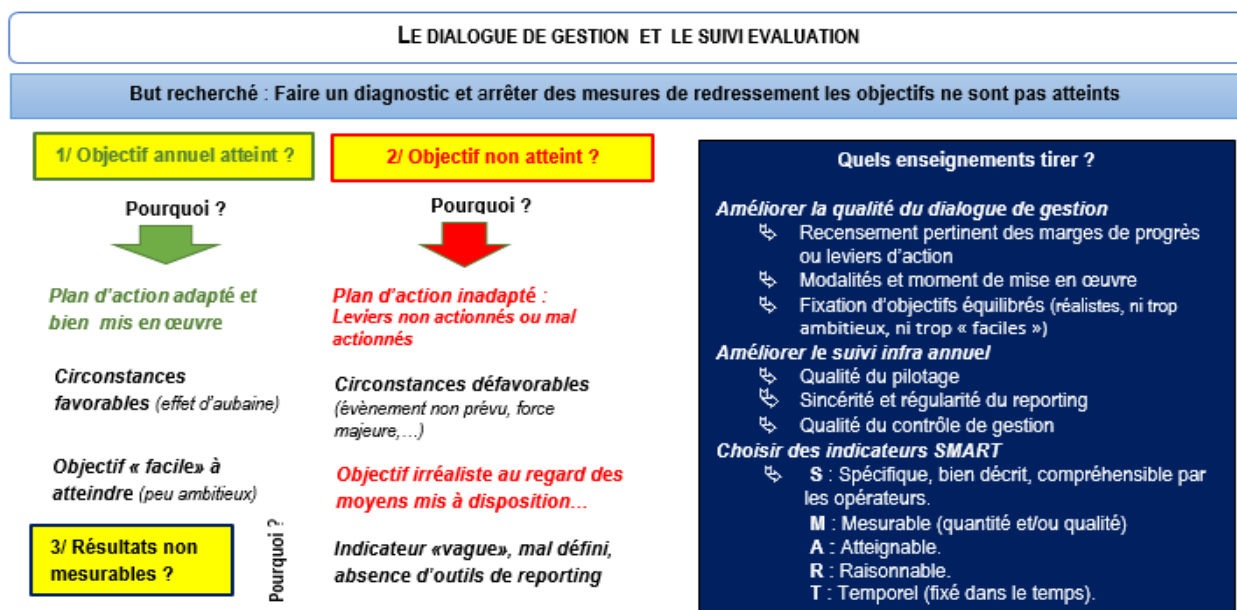 LE DIALOGUE DE GESTION ET LE SUIVI EVALUATION
But recherché : Faire un diagnostic et arrêter des mesures de redressement les objectifs ne sont pas atteints
1/ Objectif annuel atteint ?
Pourquoi ?
Plan d'action adapté et
bien mis en œuvre
Circonstances
favorables (effet d'aubaine)
Objectif « facile» à
atteindre (peu ambitieux)
2/ Objectif non atteint ?
Pourquoi ?
Plan d'action inadapté :
Leviers non actionnés ou mal
actionnés
Circonstances défavorables
(évènement non prévu, force
majeure,…)
Objectif irréaliste au regard des
moyens mis à disposition…
3/ Résultats non
mesurables ?
Pourquoi ?
Indicateur «vague», mal défini,
absence d'outils de reporting
Quels enseignements tirer ?
Améliorer la qualité du dialogue de gestion
Recensement pertinent des marges de progrès
ou leviers d'action
Modalités et moment de mise en œuvre
Fixation d'objectifs équilibrés (réalistes, ni trop
ambitieux, ni trop « faciles »)
Améliorer le suivi infra annuel
Qualité du pilotage
Sincérité et régularité du reporting
Qualité du contrôle de gestion
Choisir des indicateurs SMART
S : Spécifique, bien décrit, compréhensible par
les opérateurs.
M : Mesurable (quantité et/ou qualité)
A : Atteignable.
R : Raisonnable.
T : Temporel (fixé dans le temps).